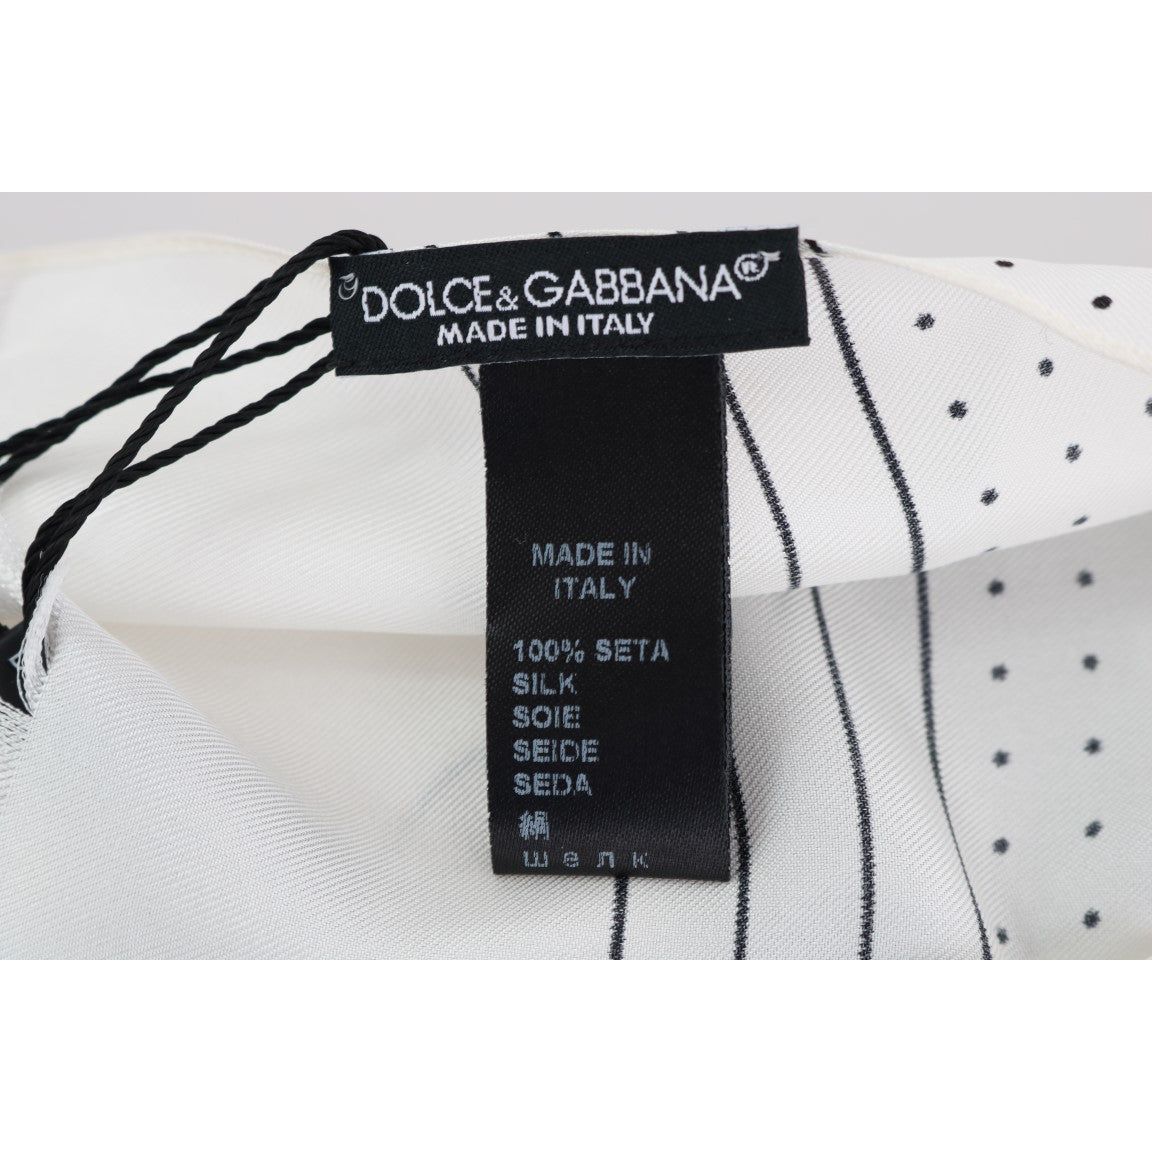 DOLCE & GABBANA®
MADE IN ITALY
MADE IN
ITALY
100% SETA
SILK
SOIE
SEIDE
SEDA
絹
шелк